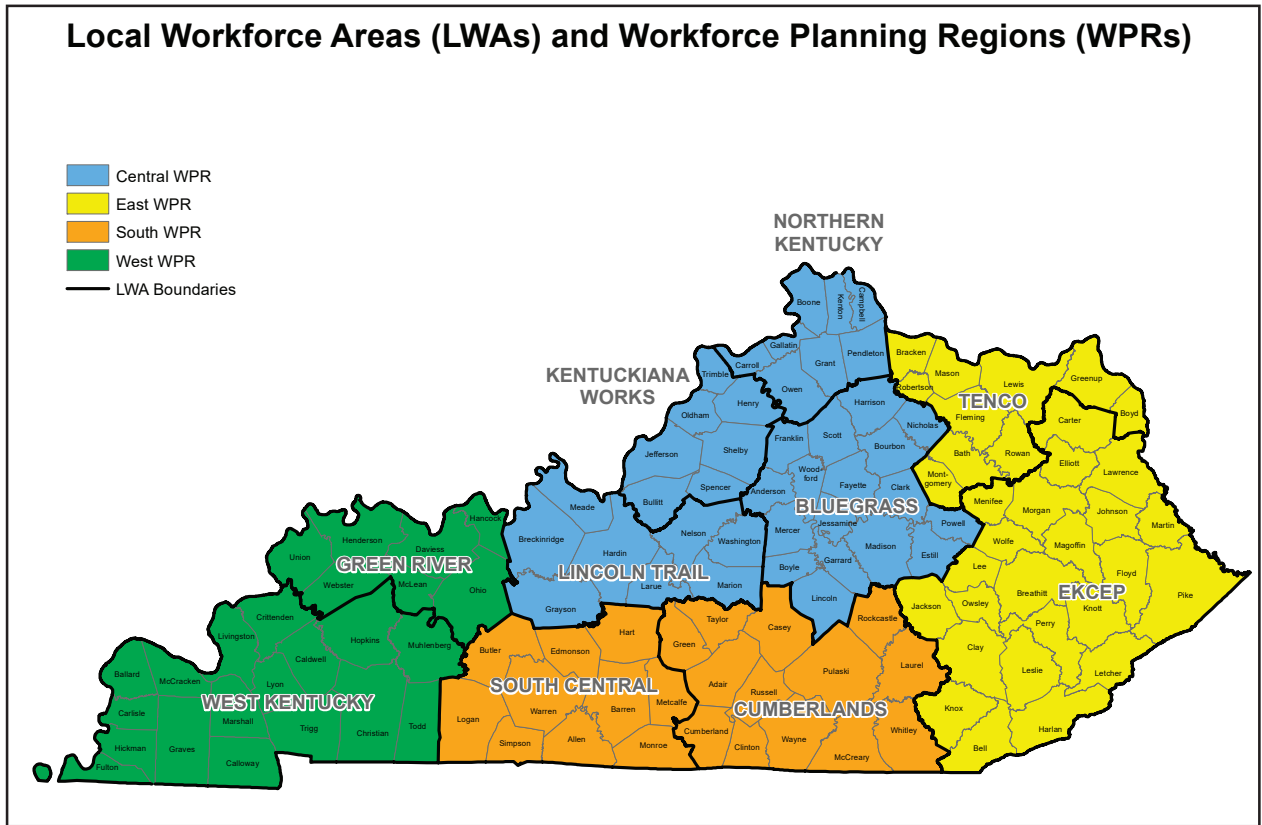 Local Workforce Areas (LWAs) and Workforce Planning Regions (WPRs)
Central WPR
East WPR
South WPR
West WPR
LWA Boundaries
NORTHERN
KENTUCKY
Boone
Kenton
Campbell
Gallatin
Carroll
Grant
Pendleton
Owen
KENTUCKIANA
WORKS
Trimble
Henry
Oldham
Jefferson
Shelby
Spencer
Bullitt
Bracken
Mason
Robertson
Lewis
Greenup
TENCO
Fleming
Boyd
Bath
Rowan
Mont-
gomery
Harrison
Nicholas
Franklin
Scott
Bourbon
Wood-
ford
Fayette
Clark
Anderson
BLUEGRASS
Mercer
Jessamine
Powell
Madison
Estill
Boyle
Garrard
Lincoln
Carter
Elliott
Lawrence
Menifee
Morgan
Johnson
Martin
Wolfe
Magoffin
Lee
Floyd
Breathitt
EKCEP
Knott
Pike
Jackson
Owsley
Perry
Clay
Leslie
Letcher
Knox
Harlan
Bell
Meade
Breckinridge
Hardin
Nelson
Washington
LINCOLN TRAIL
Larue
Marion
Grayson
Hancock
Henderson
Daviess
Union
GREEN RIVER
Webster
McLean
Ohio
Crittenden
Livingston
Hopkins
Muhlenberg
Caldwell
Ballard
McCracken
Lyon
WEST KENTUCKY
Carlisle
Marshall
Trigg
Christian
Todd
Hickman
Graves
Calloway
Fulton
Butler
Edmonson
Hart
SOUTH CENTRAL
Logan
Warren
Barren
Metcalfe
Simpson
Allen
Monroe
Taylor
Casey
Rockcastle
Green
Pulaski
Laurel
Adair
Russell
CUMBERLANDS
Cumberland
Clinton
Wayne
Whitley
McCreary